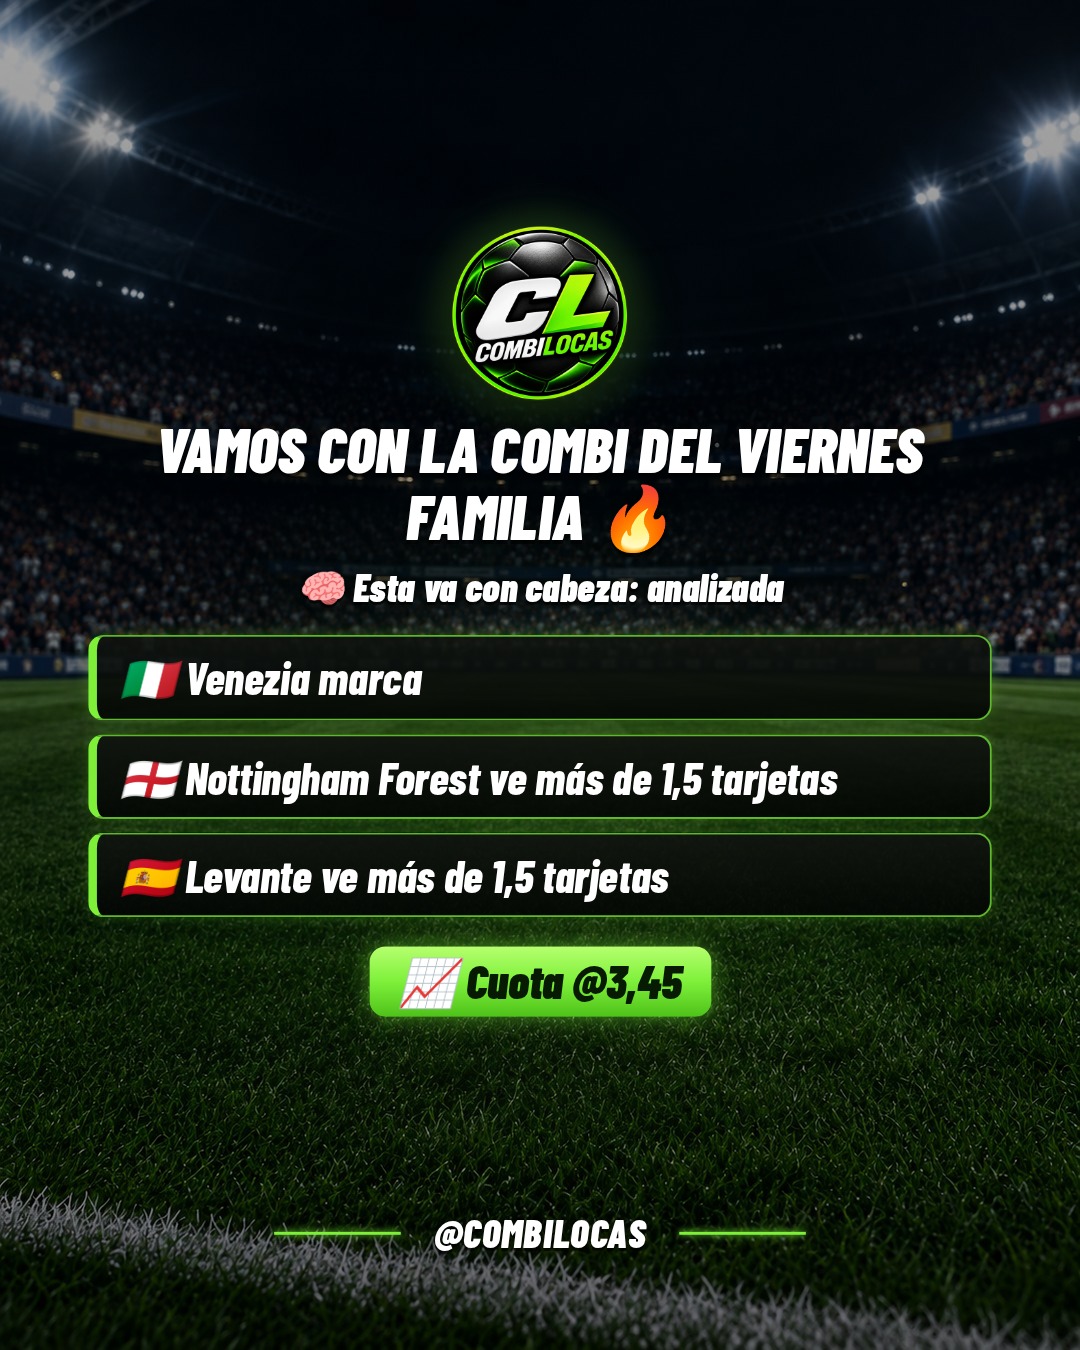 CL
COMBILOCAS
VAMOS CON LA COMBI DEL VIERNES
FAMILIA 🔥
🧠 Esta va con cabeza: analizada
🇮🇹 Venezia marca
🏴󠁧󠁢󠁥󠁮󠁧󠁿 Nottingham Forest ve más de 1,5 tarjetas
🇪🇸 Levante ve más de 1,5 tarjetas
📈 Cuota @3,45
@COMBILOCAS